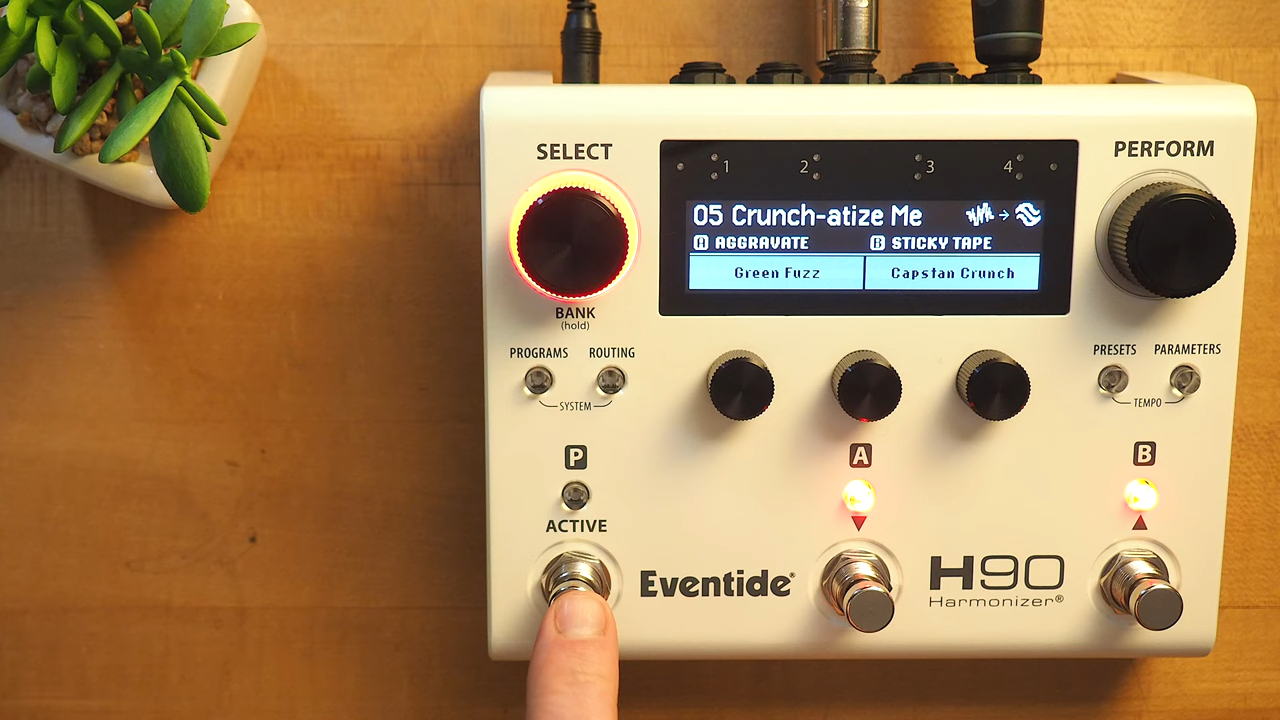 SELECT
PERFORM
1 2 3 4
05 Crunch-atize Me
A AGGRAVATE
B STICKY TAPE
Green Fuzz
Capstan Crunch
BANK
(hold)
PROGRAMS
ROUTING
SYSTEM
PRESETS
PARAMETERS
TEMPO
P
A
B
ACTIVE
Eventide®
H90
Harmonizer®